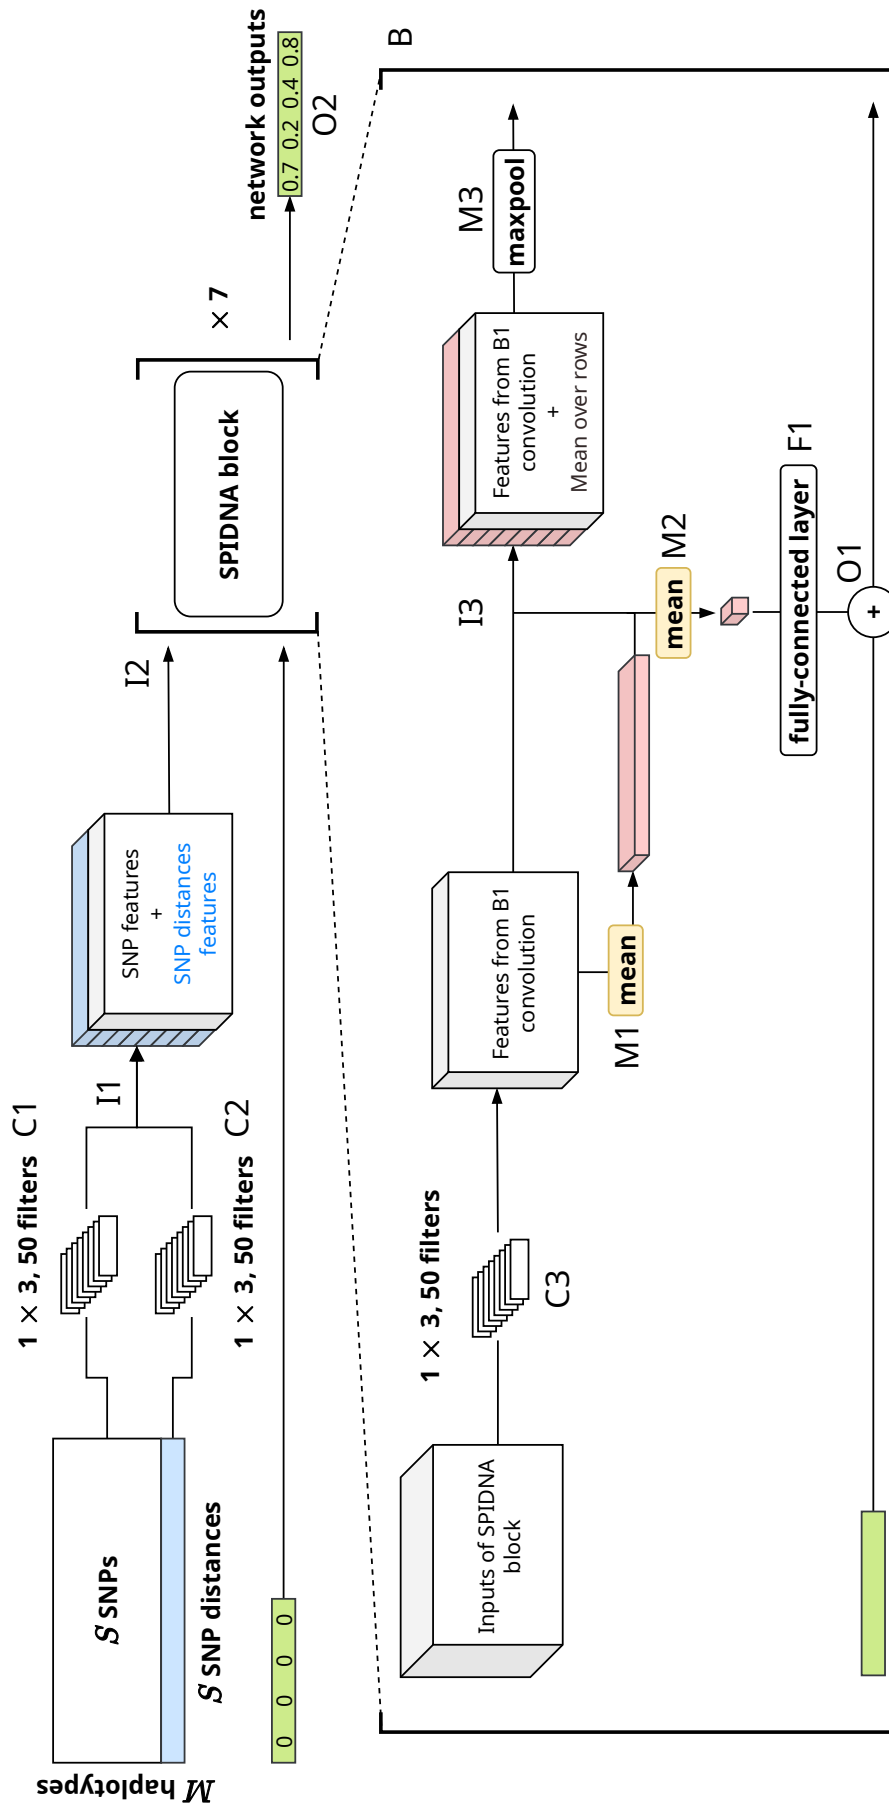 M haplotypes
S SNPs
S SNP distances
0 0 0 0
1 × 3, 50 filters C1
1 × 3, 50 filters C2
I1
SNP features
+
SNP distances
features
I2
SPIDNA block
× 7
network outputs
0.7 0.2 0.4 0.8
O2
B
Inputs of SPIDNA
block
1 × 3, 50 filters
C3
Features from B1
convolution
M1
mean
I3
mean
M2
Features from B1
convolution
+
Mean over rows
M3
maxpool
fully-connected layer
F1
O1
+